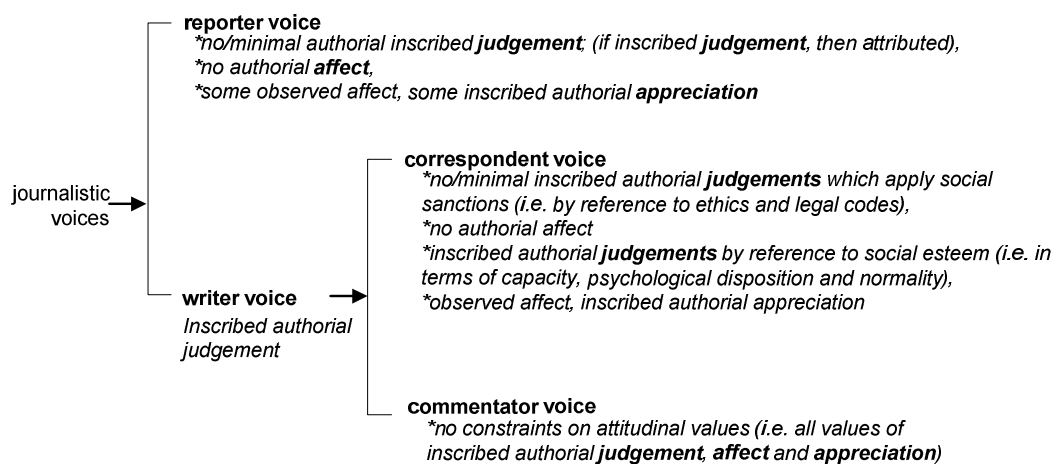 reporter voice
*no/minimal authorial inscribed judgement; (if inscribed judgement, then attributed),
*no authorial affect,
*some observed affect, some inscribed authorial appreciation
journalistic
voices
correspondent voice
*no/minimal inscribed authorial judgements which apply social
sanctions (i.e. by reference to ethics and legal codes),
*no authorial affect
*inscribed authorial judgements by reference to social esteem (i.e. in
terms of capacity, psychological disposition and normality),
*observed affect, inscribed authorial appreciation
writer voice
Inscribed authorial
judgement
commentator voice
*no constraints on attitudinal values (i.e. all values of
inscribed authorial judgement, affect and appreciation)